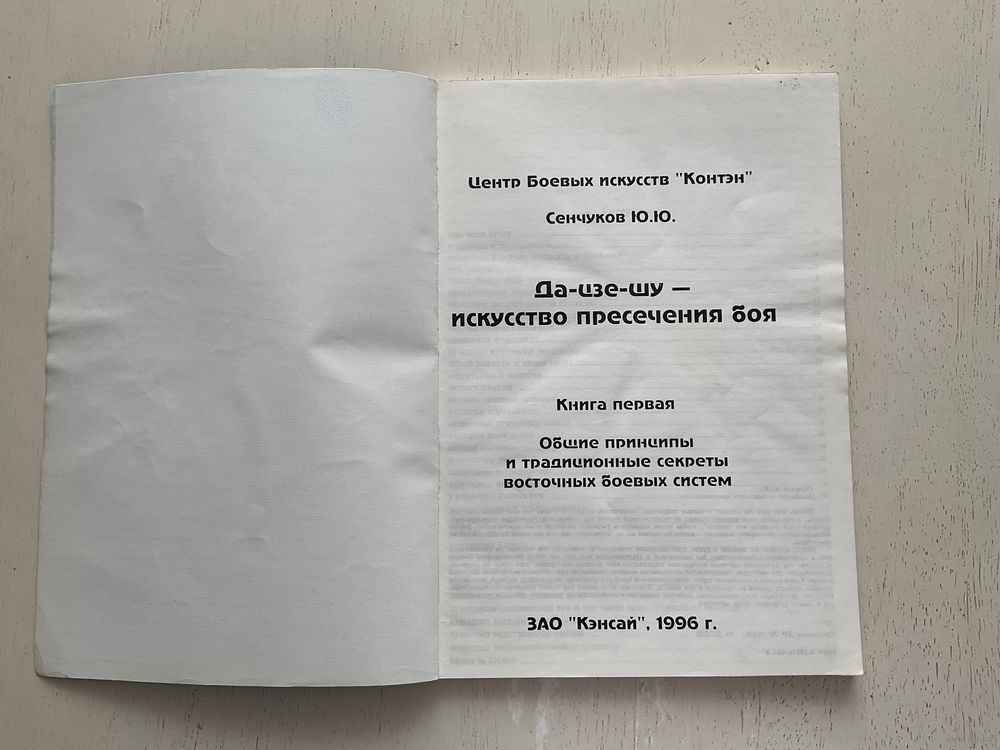 Центр Боевых искусств "Контэн"
Сенчуков Ю.Ю.
Да-цзе-шу —
искусство пресечения боя
Книга первая
Общие принципы
и традиционные секреты
восточных боевых систем
ЗАО "Кэнсай", 1996 г.